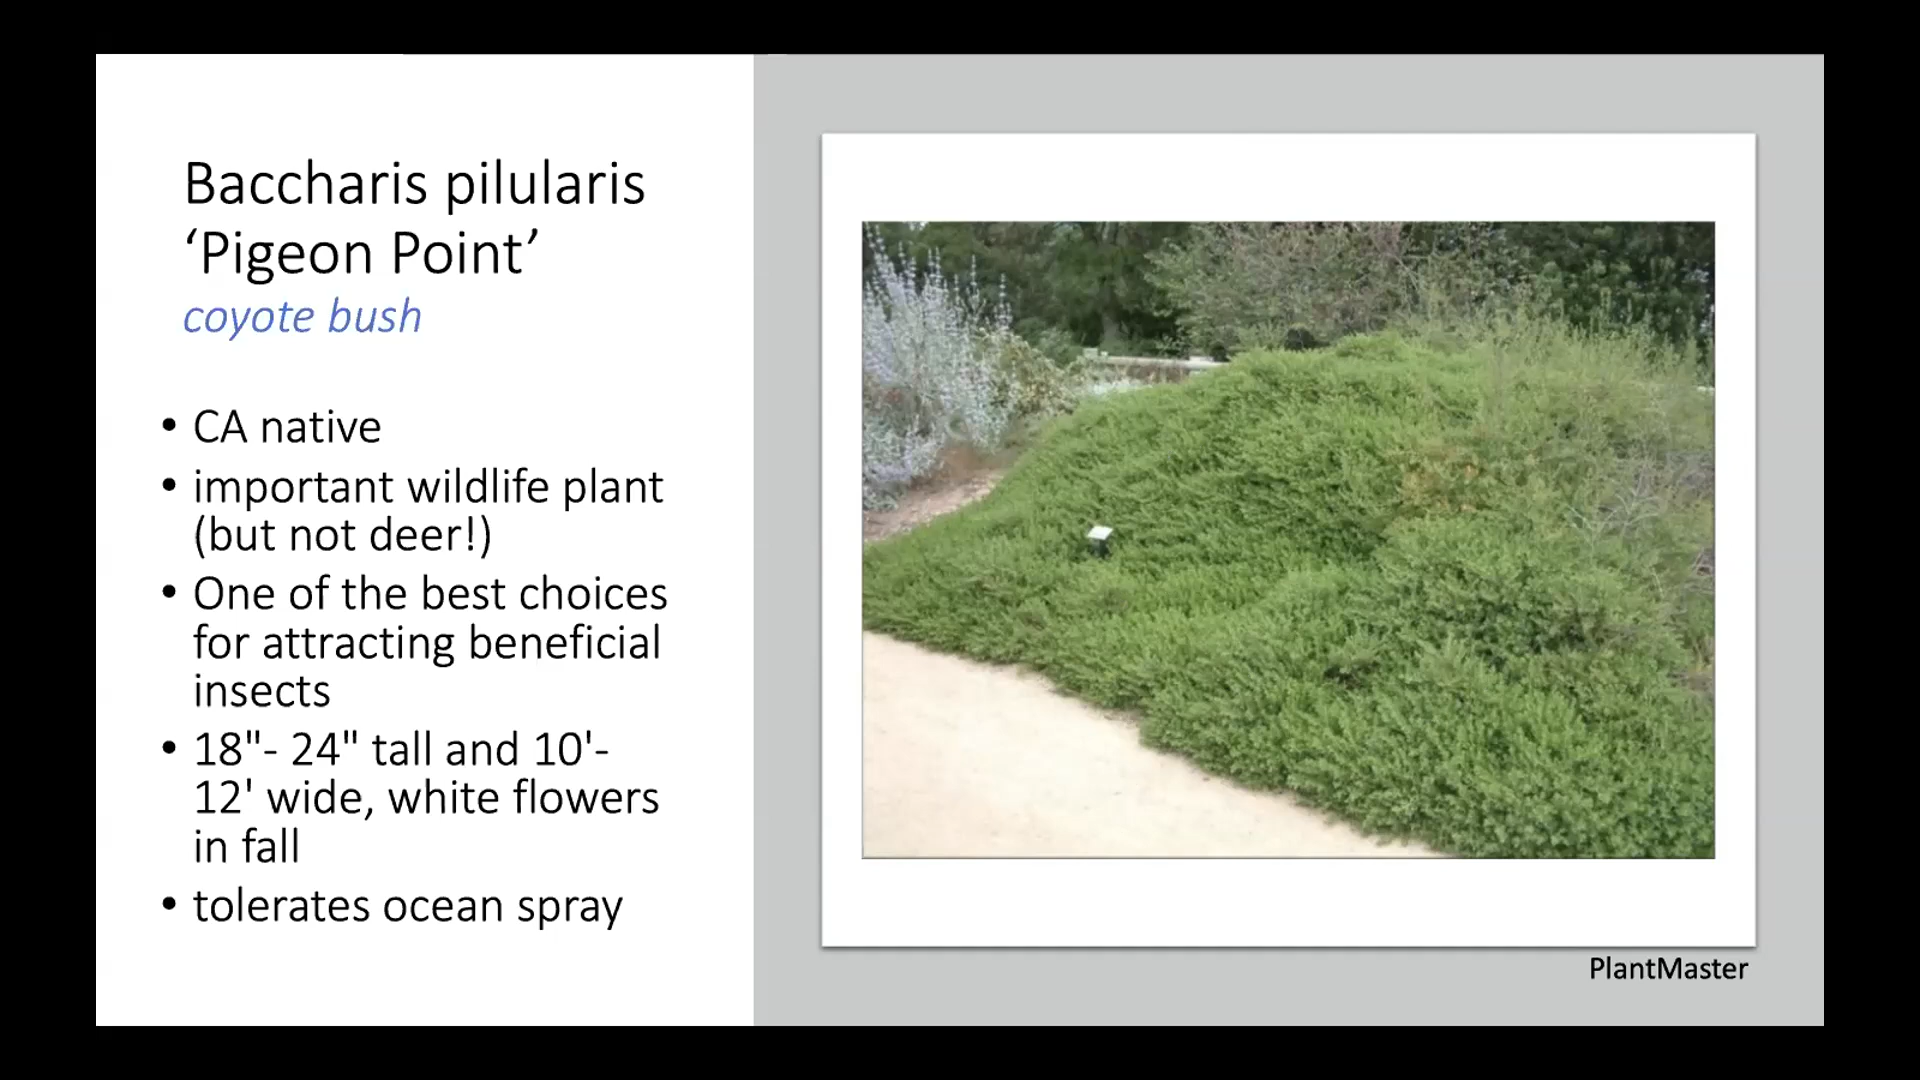 Baccharis pilularis
‘Pigeon Point’
coyote bush
• CA native
• important wildlife plant
(but not deer!)
• One of the best choices
for attracting beneficial
insects
• 18"- 24" tall and 10'-
12' wide, white flowers
in fall
• tolerates ocean spray
PlantMaster